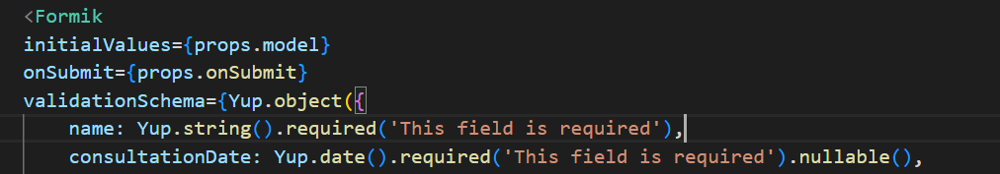 <Formik
initialValues={props.model}
onSubmit={props.onSubmit}
validationSchema={Yup.object({
name: Yup.string().required('This field is required'),
consultationDate: Yup.date().required('This field is required').nullable(),